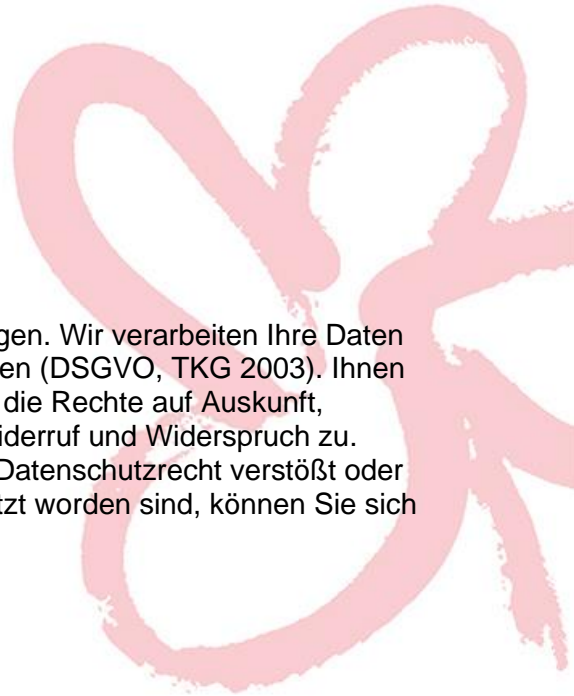 gen. Wir verarbeiten Ihre Daten
en (DSGVO, TKG 2003). Ihnen
die Rechte auf Auskunft,
iderruf und Widerspruch zu.
Datenschutzrecht verstößt oder
tzt worden sind, können Sie sich